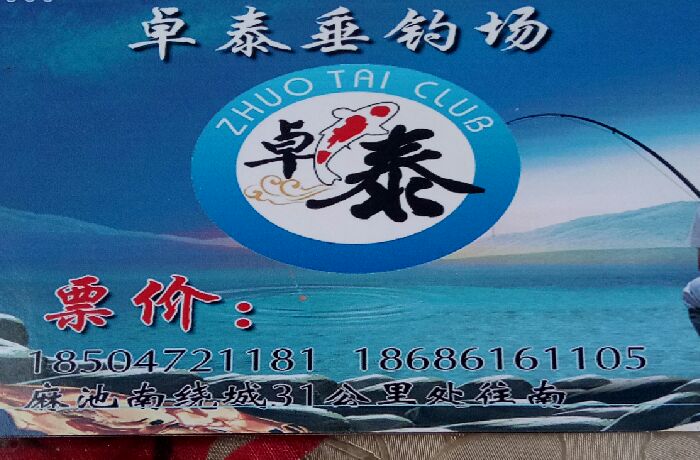 卓泰垂钓场
ZHUO TAI CLUB
卓泰
票价：
18504721181 18686161105
麻池南绕城31公里处往南